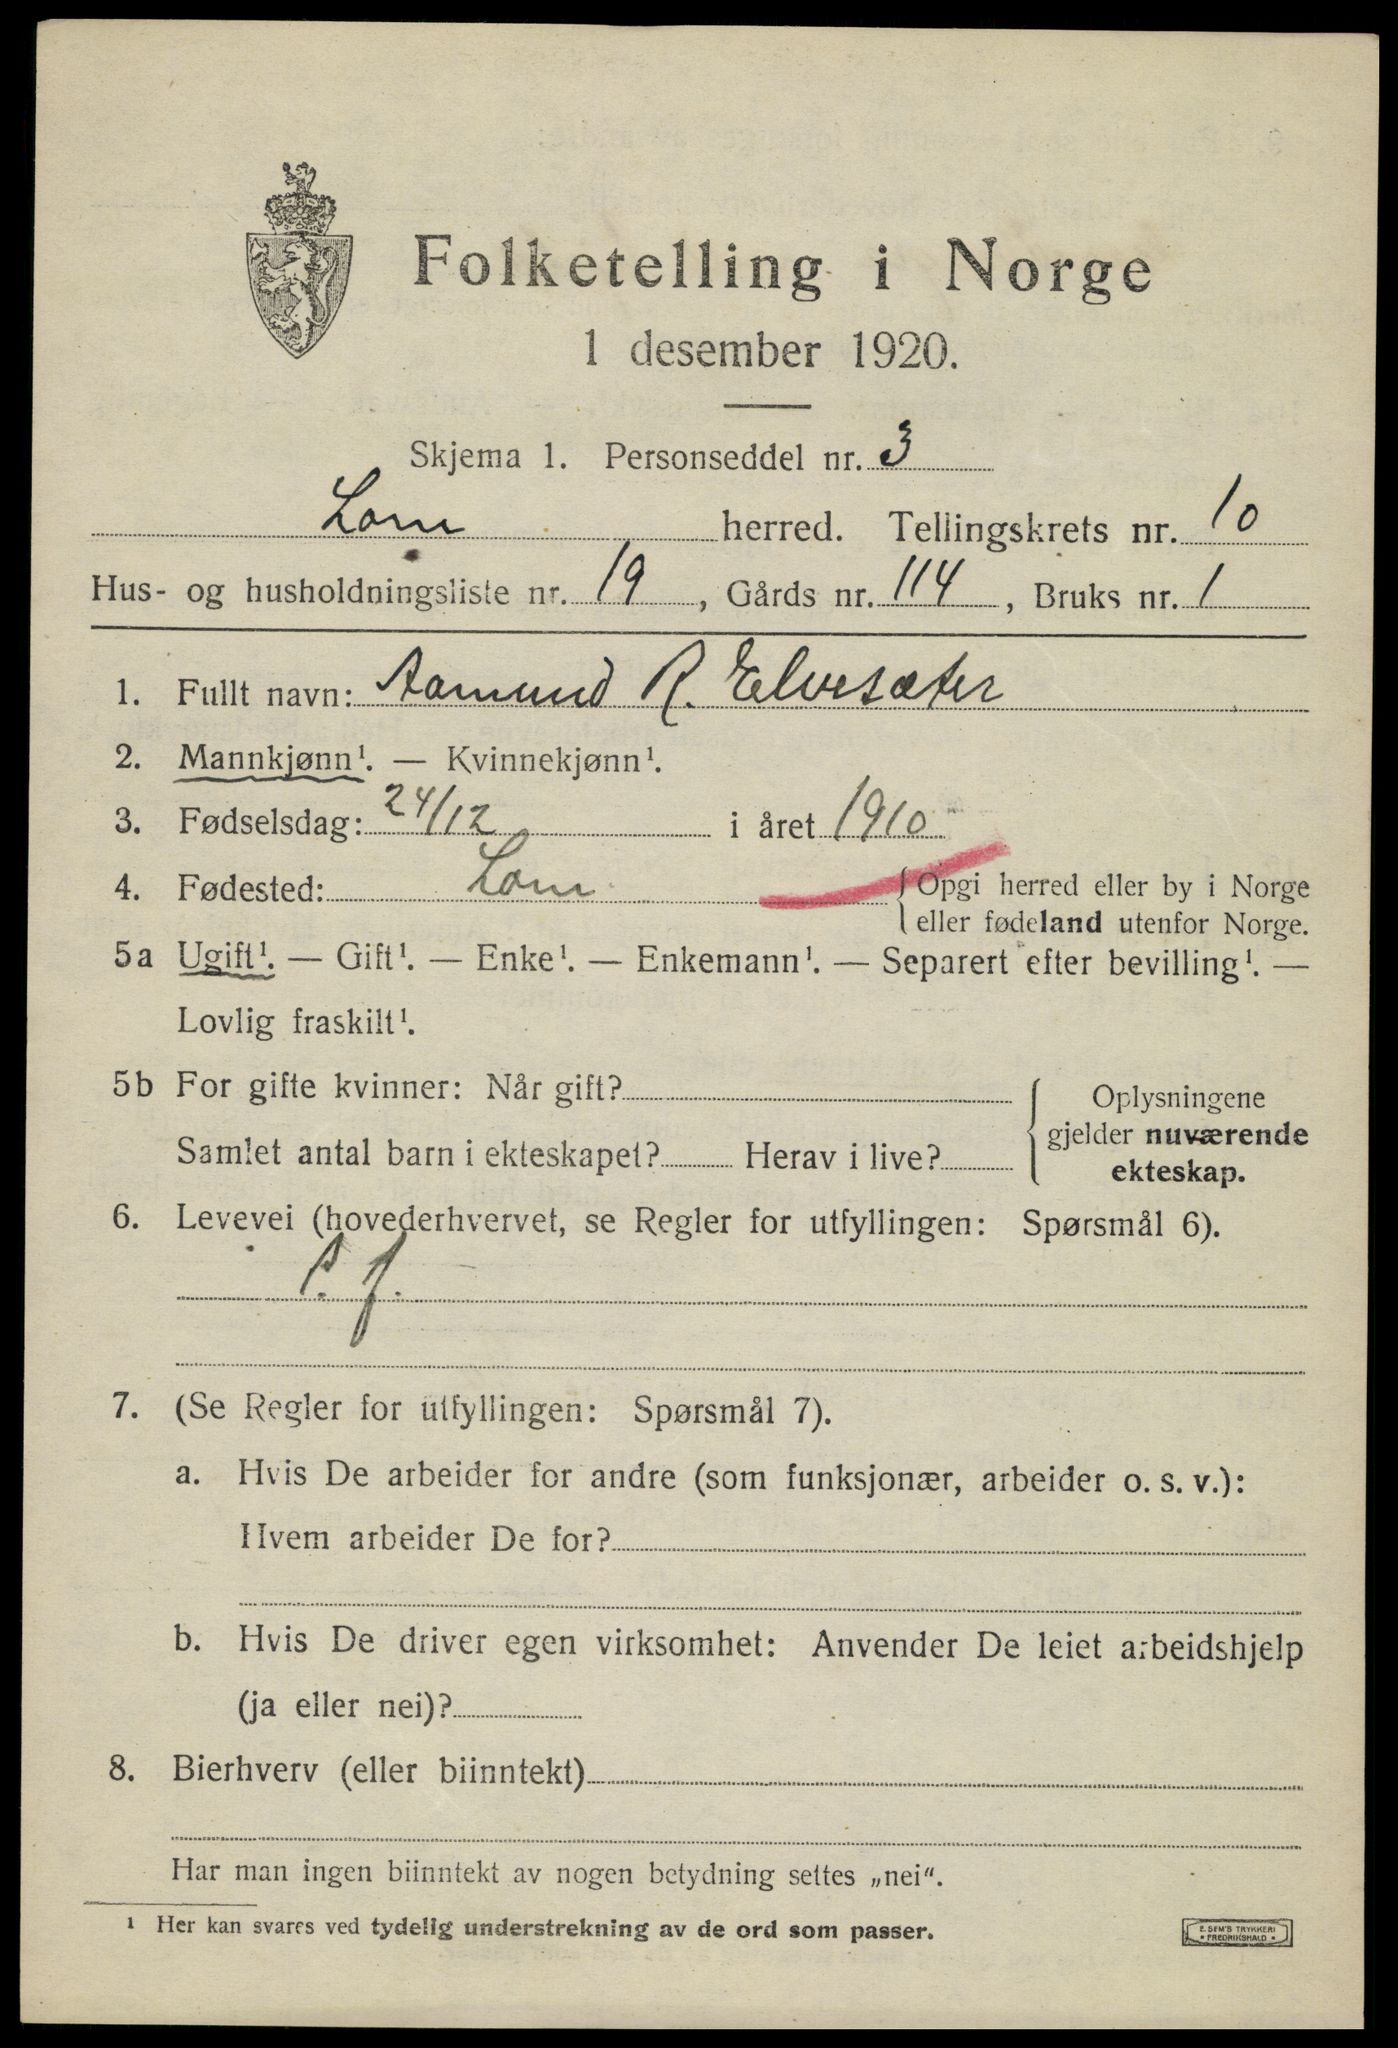 Folketelling i Norge
1 desember 1920.
Skjema 1. Personseddel nr. 3
Lom herred. Tellingskrets nr. 10
Hus- og husholdningsliste nr. 19, Gårds nr. 114, Bruks nr. 1
1. Fullt navn: Aamund R. Elvesæter
2. Mannkjønn¹. — Kvinnekjønn¹.
3. Fødselsdag: 24/12 i året 1910
4. Fødested: Lom {Opgi herred eller by i Norge
eller fødeland utenfor Norge.
5a Ugift¹. — Gift¹. — Enke¹. — Enkemann¹. — Separert efter bevilling¹. —
Lovlig fraskilt¹.
5b For gifte kvinner: Når gift?
Samlet antal barn i ekteskapet? Herav i live?
Oplysningene
gjelder nuværende
ekteskap.
6. Levevei (hovederhvervet, se Regler for utfyllingen: Spørsmål 6).
7. (Se Regler for utfyllingen: Spørsmål 7).
a. Hvis De arbeider for andre (som funksjonær, arbeider o. s. v.):
Hvem arbeider De for?
b. Hvis De driver egen virksomhet: Anvender De leiet arbeidshjelp
(ja eller nei)?
8. Bierhverv (eller biinntekt)
Har man ingen biinntekt av nogen betydning settes „nei“.
¹ Her kan svares ved tydelig understrekning av de ord som passer.
E. SEM'S TRYKKERI
• FREDRIKSHALD •